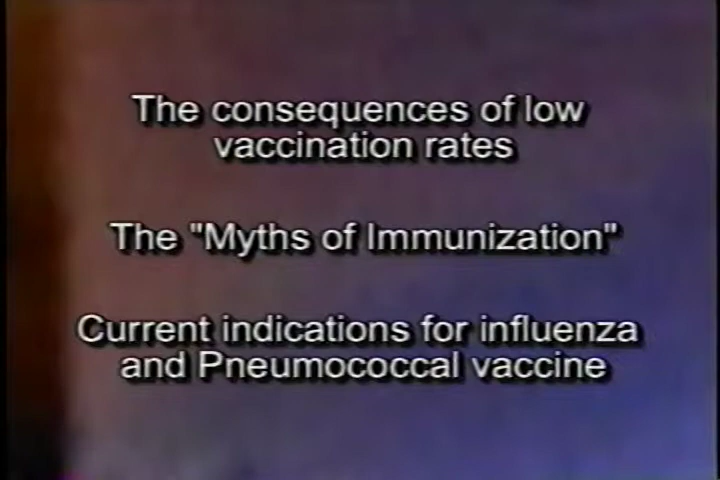 The consequences of low
vaccination rates
The "Myths of Immunization"
Current indications for influenza
and Pneumococcal vaccine